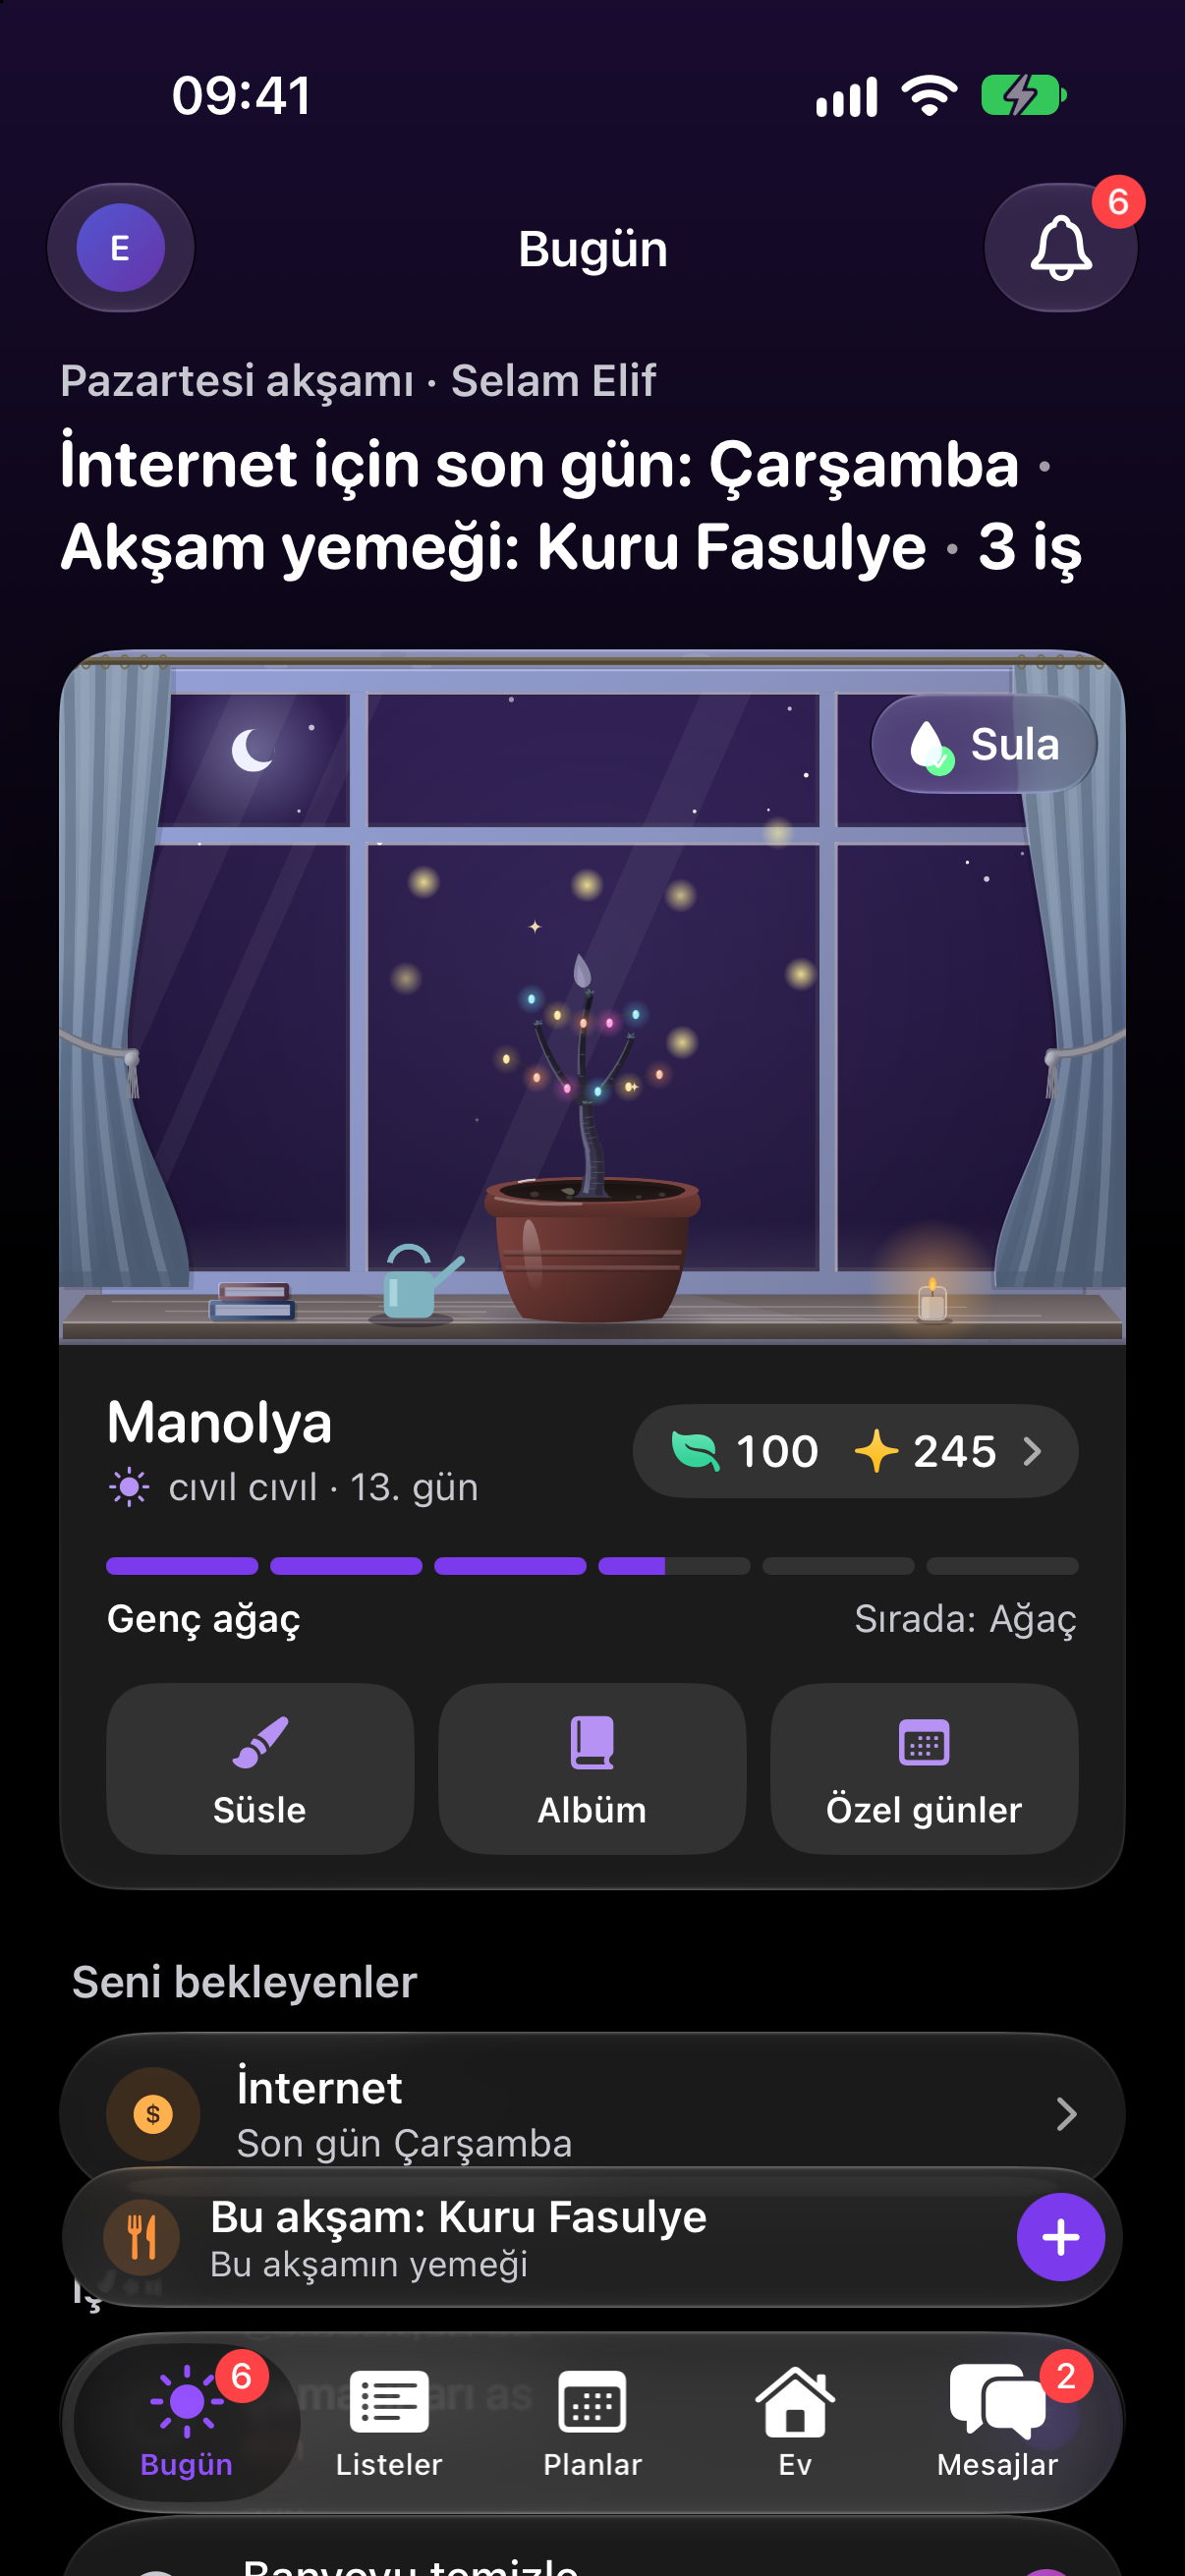 09:41
E
Bugün
6
Pazartesi akşamı · Selam Elif
İnternet için son gün: Çarşamba ·
Akşam yemeği: Kuru Fasulye · 3 iş
Sula
Manolya
100
245
cıvıl cıvıl · 13. gün
Genç ağaç
Sırada: Ağaç
Süsle
Albüm
Özel günler
Seni bekleyenler
İnternet
Son gün Çarşamba
Bu akşam: Kuru Fasulye
Bu akşamın yemeği
6
2
Bugün
Listeler
Planlar
Ev
Mesajlar
Banyoyu temizle